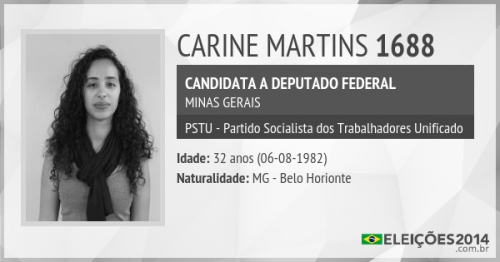 CARINE MARTINS 1688
CANDIDATA A DEPUTADO FEDERAL
MINAS GERAIS
PSTU - Partido Socialista dos Trabalhadores Unificado
Idade: 32 anos (06-08-1982)
Naturalidade: MG - Belo Horionte
ELEIÇÕES2014
.com.br